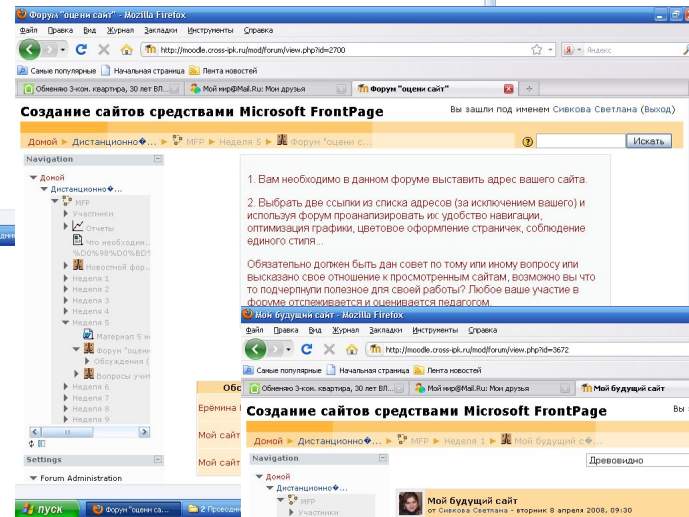 Форум "оцени сайт" - Mozilla Firefox
Файл Правка Вид Журнал Закладки Инструменты Справка
http://moodle.cross-ipk.ru/mod/forum/view.php?id=2700
Яндекс
Самые популярные Начальная страница Лента новостей
Обменяю 3-ком. квартира, 30 лет ВЛ... Мой мир@Mail.Ru: Мои друзья Форум "оцени сайт"
Создание сайтов средствами Microsoft FrontPage
Вы зашли под именем Сивкова Светлана (Выход)
Домой ► Дистанционно�... ► MFP ► Неделя 5 ► Форум "оцени с...
Искать
Navigation
Домой
Дистанционно�...
MFP
Участники
Отчеты
Что необходим..
%D0%98%D0%BD%
Новостной фор..
Неделя 1
Неделя 2
Неделя 3
Неделя 4
Неделя 5
Материал 5 не
Форум "оцени
Обсуждения (
Вопросы учит
Неделя 6
Неделя 7
Неделя 8
Неделя 9
Settings
Forum Administration
1. Вам необходимо в данном форуме выставить адрес вашего сайта.
2. Выбрать две ссылки из списка адресов (за исключением вашего) и
используя форум проанализировать их: удобство навигации,
оптимизация графики, цветовое оформление страничек, соблюдение
единого стиля...
Обязательно должен быть дан совет по тому или иному вопросу или
высказано свое отношение к просмотренным сайтам, возможно вы что
то подчерпнули полезное для своей работы? Любое ваше участие в
форуме отслеживается и оценивается педагогом.
Обс
Ерёмина
Мой сайт
Мой сайт
Мой будущий сайт - Mozilla Firefox
Файл Правка Вид Журнал Закладки Инструменты Справка
http://moodle.cross-ipk.ru/mod/forum/view.php?id=3672
Самые популярные Начальная страница Лента новостей
Обменяю 3-ком. квартира, 30 лет ВЛ... Мой мир@Mail.Ru: Мои друзья Мой будущий сайт
Создание сайтов средствами Microsoft FrontPage
Вы
Домой ► Дистанционно�... ► MFP ► Неделя 1 ► Мой будущий с�...
Navigation
Древовидно
Домой
Дистанционно�...
MFP
Участники
Мой будущий сайт
от Сивкова Светлана - вторник 8 апреля 2008, 09:30
пуск
Форум "оцени са...
2 Проводни